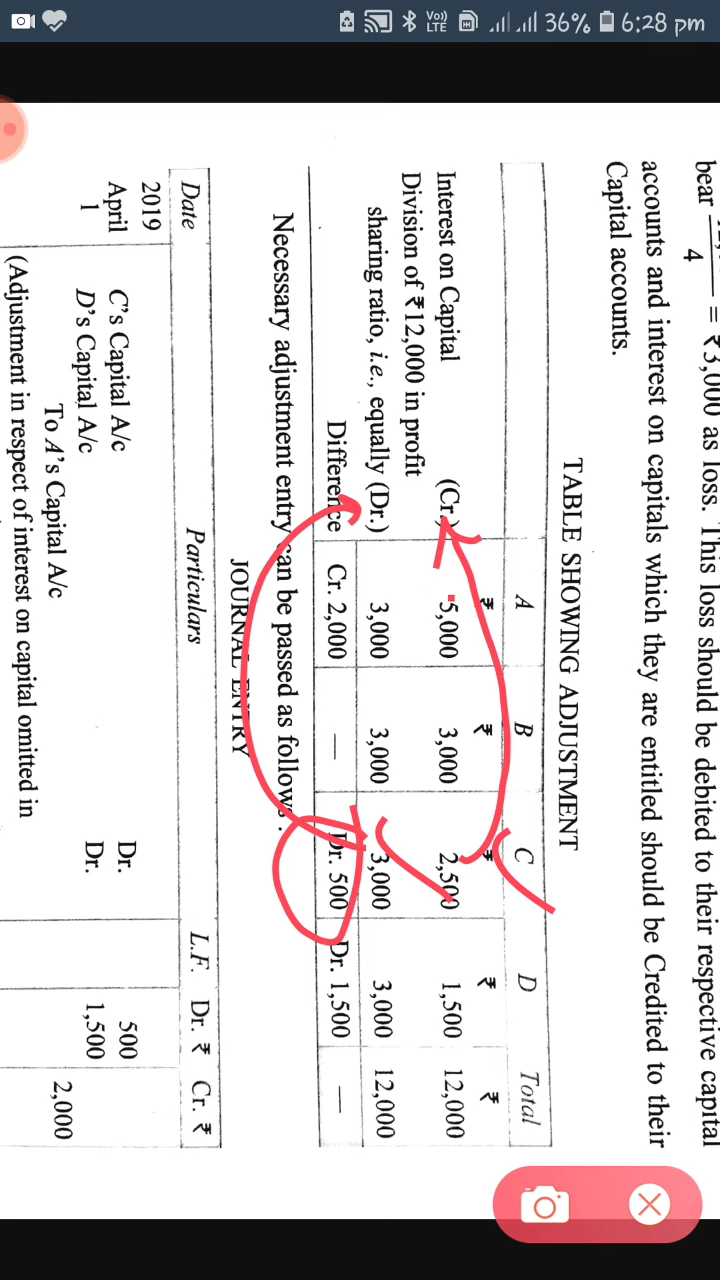 Vo))
LTE
36%
6:28 pm
bear 4 = ₹3,000 as loss. This loss should be debited to their respective capital
accounts and interest on capitals which they are entitled should be Credited to their
Capital accounts.
TABLE SHOWING ADJUSTMENT
A B C D Total
₹ ₹ ₹ ₹ ₹
Interest on Capital (Cr.) 5,000 3,000 2,500 1,500 12,000
Division of ₹12,000 in profit
sharing ratio, i.e., equally (Dr.) 3,000 3,000 3,000 3,000 12,000
Difference Cr. 2,000 — Dr. 500 Dr. 1,500 —
Necessary adjustment entry can be passed as follows :
JOURNAL ENTRY
Date Particulars L.F. Dr. ₹ Cr. ₹
2019
April C's Capital A/c Dr. 500
1 D's Capital A/c Dr. 1,500
To A's Capital A/c 2,000
(Adjustment in respect of interest on capital omitted in